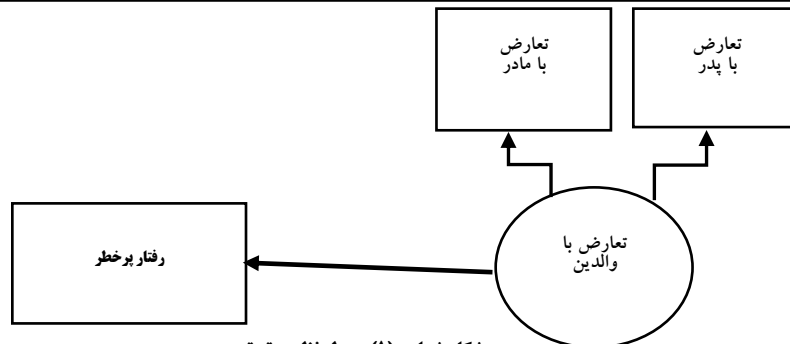 تعارض
با پدر
تعارض
با مادر
تعارض با
والدین
رفتار پرخطر